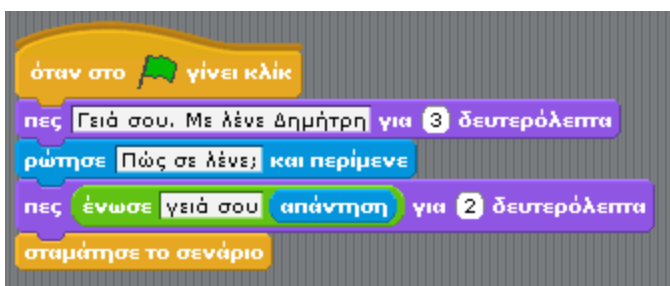 όταν στο γίνει κλίκ
πες Γειά σου. Με λένε Δημήτρη για 3 δευτερόλεπτα
ρώτησε Πώς σε λένε; και περίμενε
πες ένωσε γειά σου απάντηση για 2 δευτερόλεπτα
σταμάτησε το σενάριο